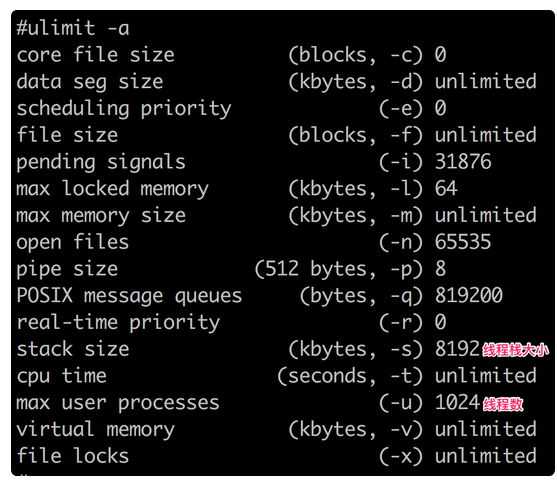 #ulimit -a
core file size (blocks, -c) 0
data seg size (kbytes, -d) unlimited
scheduling priority (-e) 0
file size (blocks, -f) unlimited
pending signals (-i) 31876
max locked memory (kbytes, -l) 64
max memory size (kbytes, -m) unlimited
open files (-n) 65535
pipe size (512 bytes, -p) 8
POSIX message queues (bytes, -q) 819200
real-time priority (-r) 0
stack size (kbytes, -s) 8192 线程栈大小
cpu time (seconds, -t) unlimited
max user processes (-u) 1024 线程数
virtual memory (kbytes, -v) unlimited
file locks (-x) unlimited